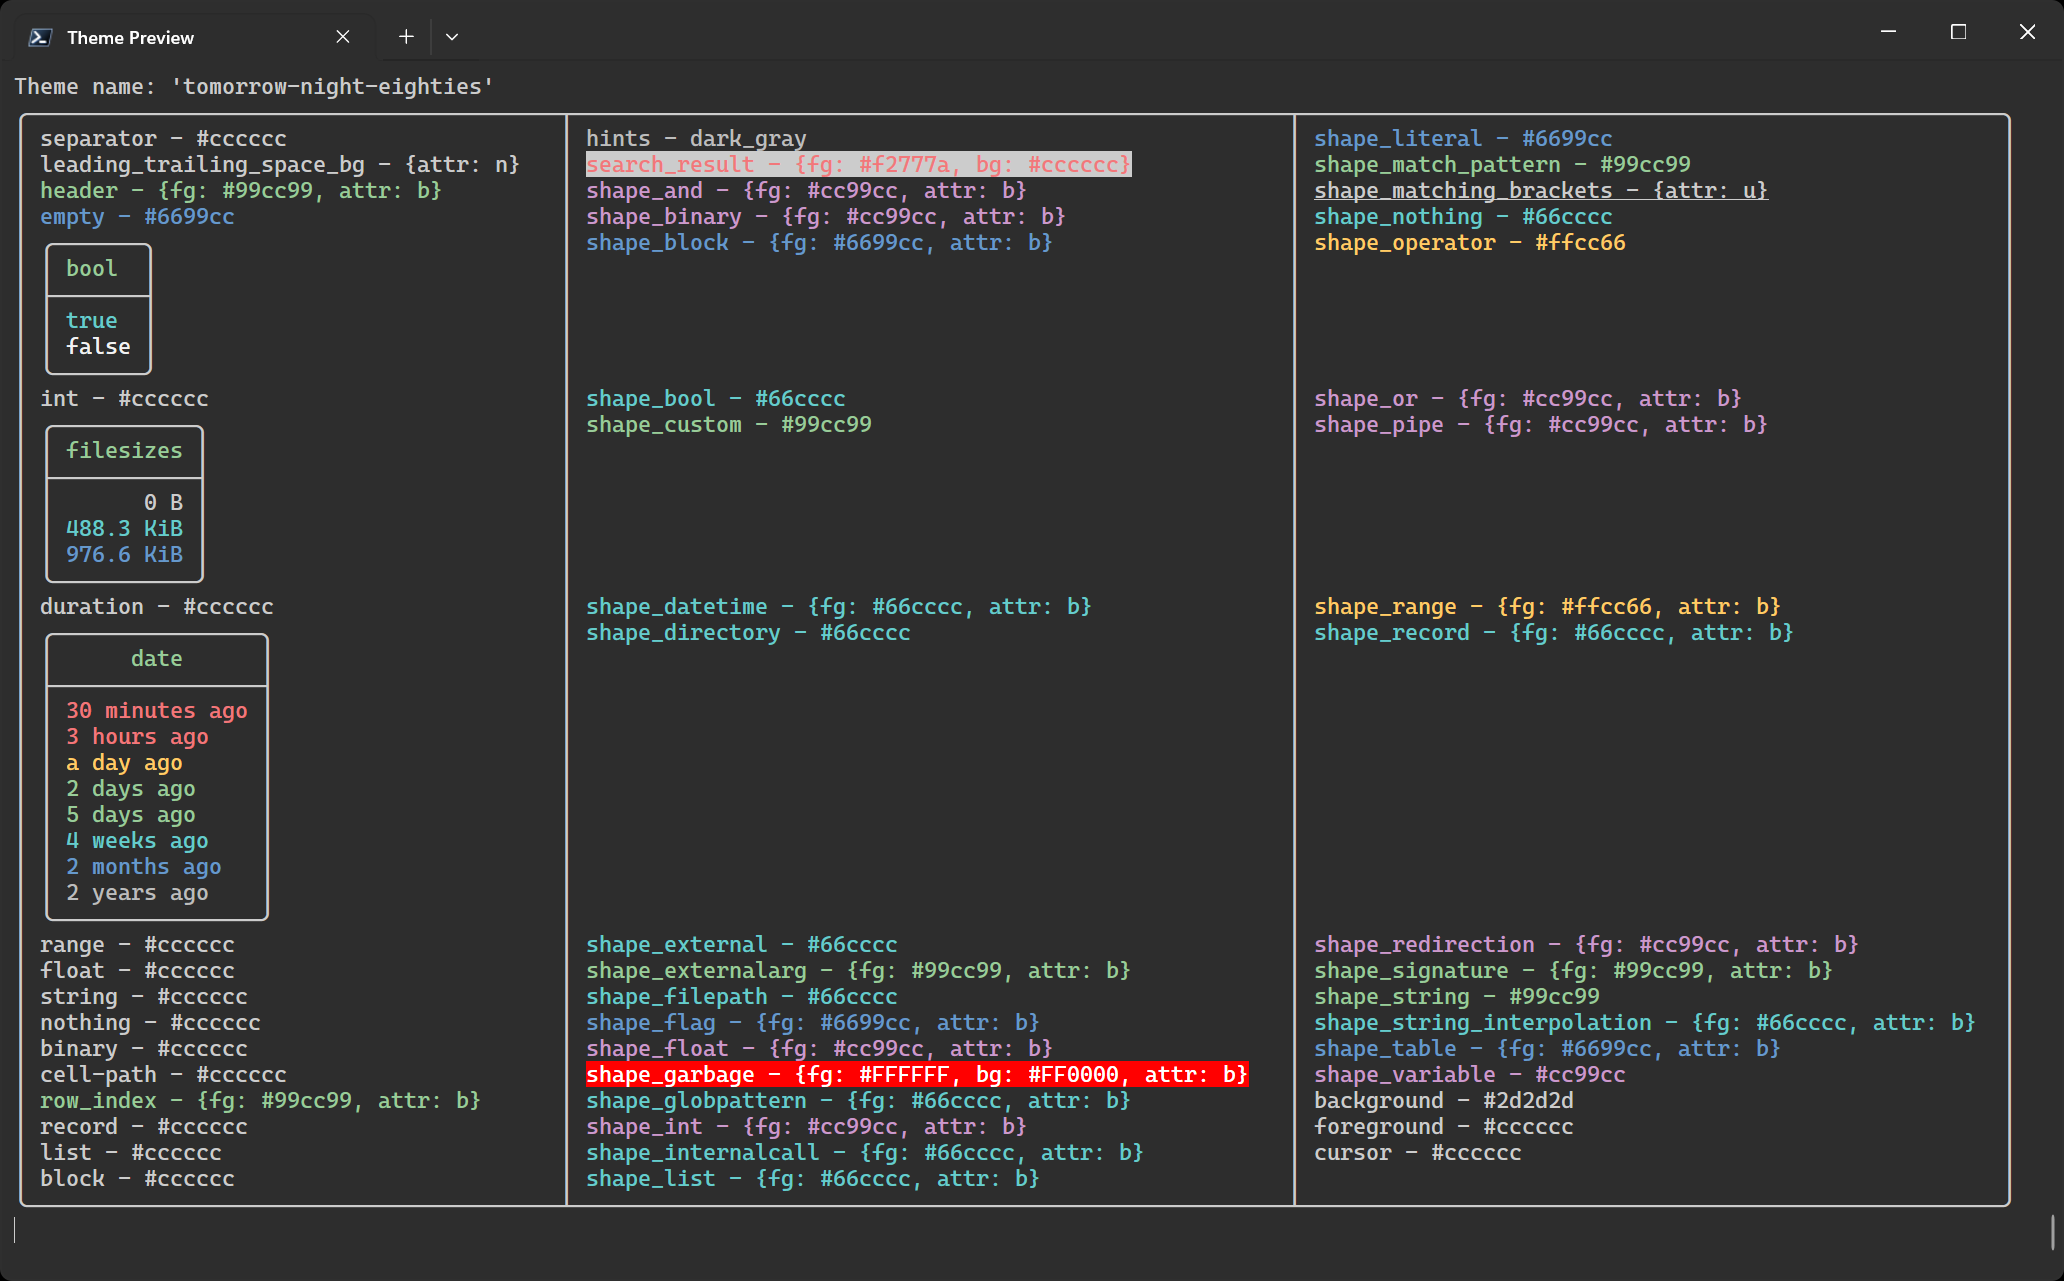 Theme Preview
Theme name: 'tomorrow-night-eighties'
separator - #cccccc
leading_trailing_space_bg - {attr: n}
header - {fg: #99cc99, attr: b}
empty - #6699cc
bool
true
false
int - #cccccc
filesizes
0 B
488.3 KiB
976.6 KiB
duration - #cccccc
date
30 minutes ago
3 hours ago
a day ago
2 days ago
5 days ago
4 weeks ago
2 months ago
2 years ago
range - #cccccc
float - #cccccc
string - #cccccc
nothing - #cccccc
binary - #cccccc
cell-path - #cccccc
row_index - {fg: #99cc99, attr: b}
record - #cccccc
list - #cccccc
block - #cccccc
hints - dark_gray
search_result - {fg: #f2777a, bg: #cccccc}
shape_and - {fg: #cc99cc, attr: b}
shape_binary - {fg: #cc99cc, attr: b}
shape_block - {fg: #6699cc, attr: b}
shape_bool - #66cccc
shape_custom - #99cc99
shape_datetime - {fg: #66cccc, attr: b}
shape_directory - #66cccc
shape_external - #66cccc
shape_externalarg - {fg: #99cc99, attr: b}
shape_filepath - #66cccc
shape_flag - {fg: #6699cc, attr: b}
shape_float - {fg: #cc99cc, attr: b}
shape_garbage - {fg: #FFFFFF, bg: #FF0000, attr: b}
shape_globpattern - {fg: #66cccc, attr: b}
shape_int - {fg: #cc99cc, attr: b}
shape_internalcall - {fg: #66cccc, attr: b}
shape_list - {fg: #66cccc, attr: b}
shape_literal - #6699cc
shape_match_pattern - #99cc99
shape_matching_brackets - {attr: u}
shape_nothing - #66cccc
shape_operator - #ffcc66
shape_or - {fg: #cc99cc, attr: b}
shape_pipe - {fg: #cc99cc, attr: b}
shape_range - {fg: #ffcc66, attr: b}
shape_record - {fg: #66cccc, attr: b}
shape_redirection - {fg: #cc99cc, attr: b}
shape_signature - {fg: #99cc99, attr: b}
shape_string - #99cc99
shape_string_interpolation - {fg: #66cccc, attr: b}
shape_table - {fg: #6699cc, attr: b}
shape_variable - #cc99cc
background - #2d2d2d
foreground - #cccccc
cursor - #cccccc